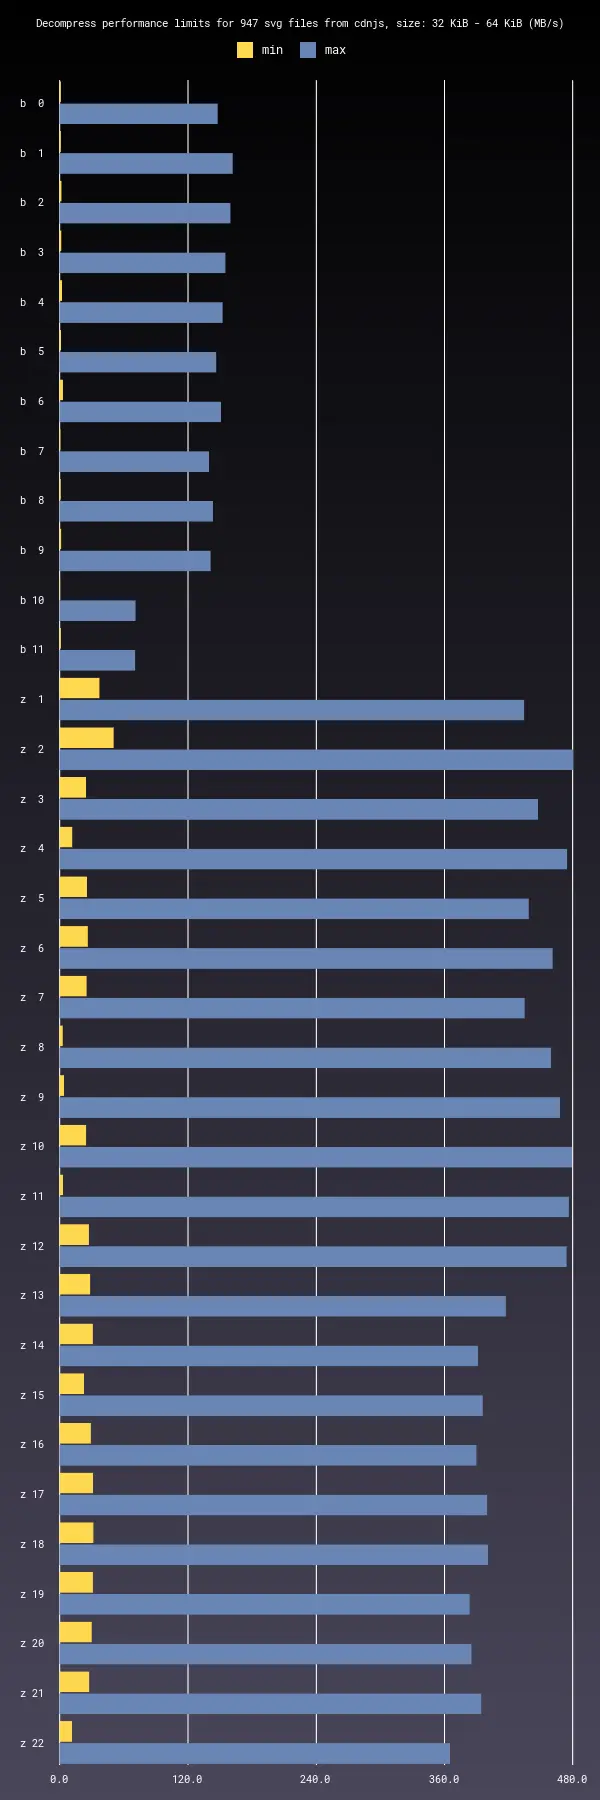 Decompress performance limits for 947 svg files from cdnjs, size: 32 KiB - 64 KiB (MB/s)
min max
b 0
b 1
b 2
b 3
b 4
b 5
b 6
b 7
b 8
b 9
b 10
b 11
z 1
z 2
z 3
z 4
z 5
z 6
z 7
z 8
z 9
z 10
z 11
z 12
z 13
z 14
z 15
z 16
z 17
z 18
z 19
z 20
z 21
z 22
0.0 120.0 240.0 360.0 480.0